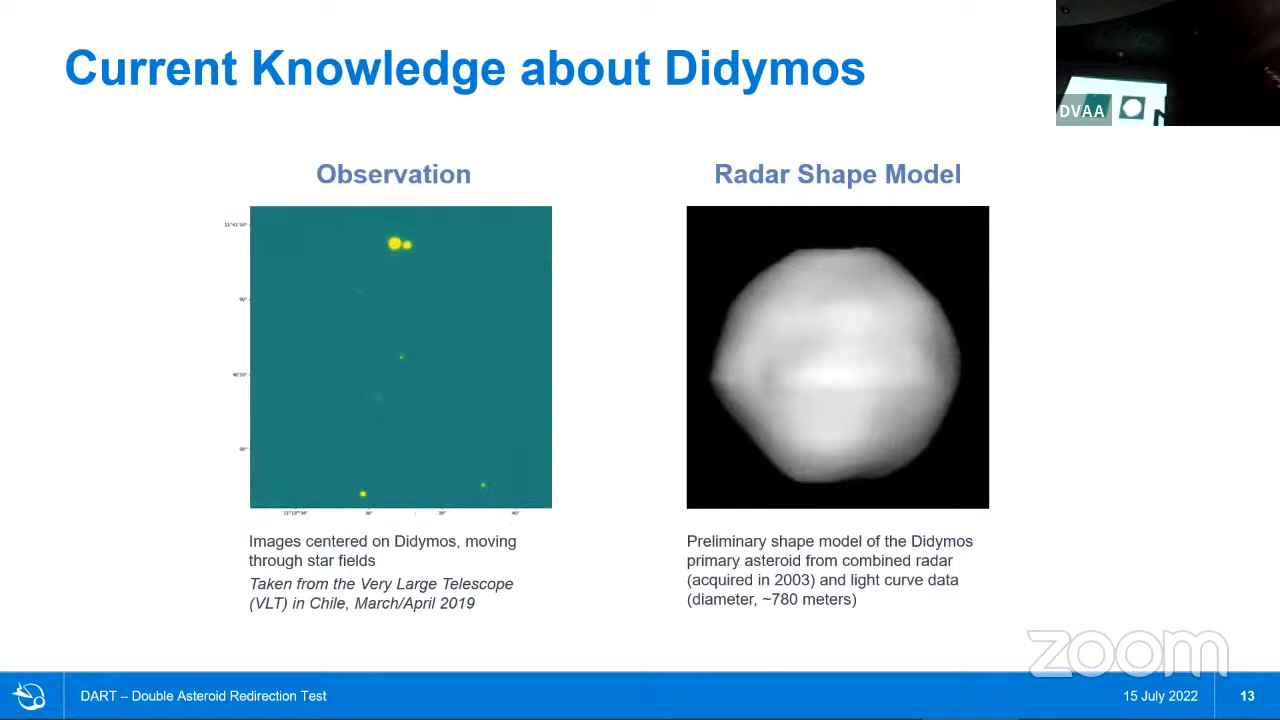 Current Knowledge about Didymos
DVAA
Observation
Radar Shape Model
Images centered on Didymos, moving
through star fields
Taken from the Very Large Telescope
(VLT) in Chile, March/April 2019
Preliminary shape model of the Didymos
primary asteroid from combined radar
(acquired in 2003) and light curve data
(diameter, ~780 meters)
zoom
DART – Double Asteroid Redirection Test
15 July 2022
13